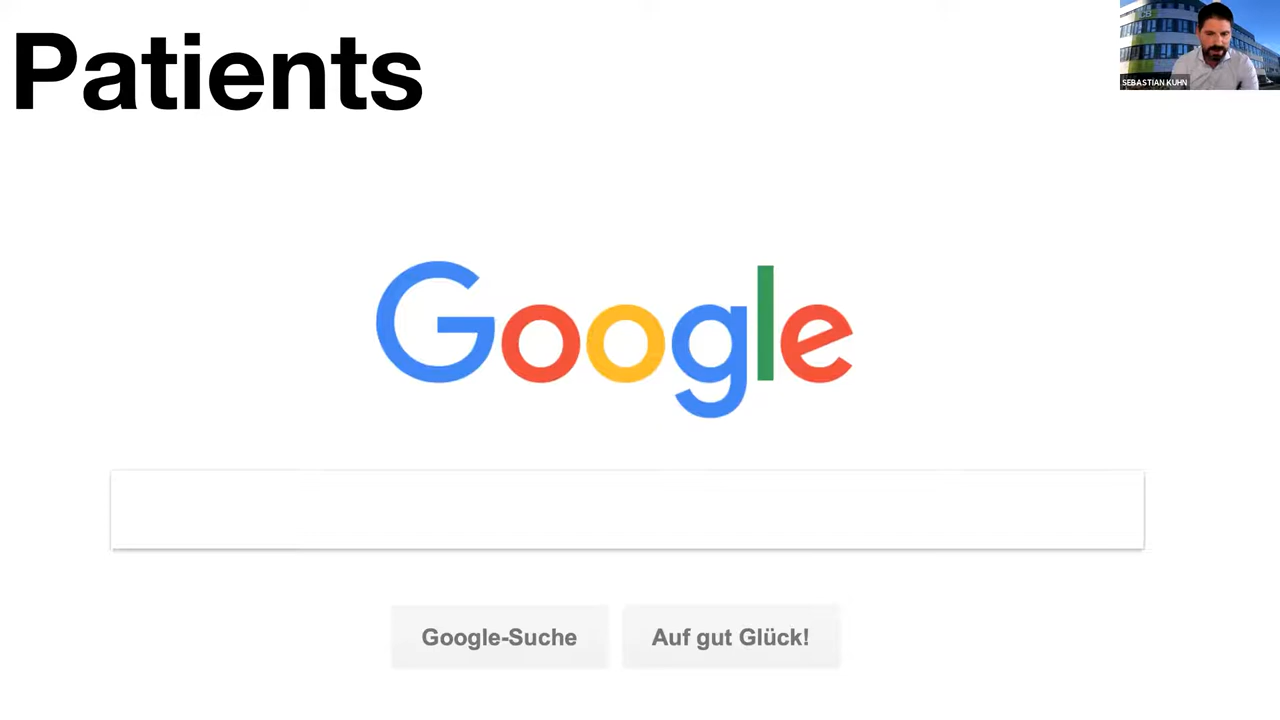 Patients
SEBASTIAN KUHN
Google
Google-Suche
Auf gut Glück!